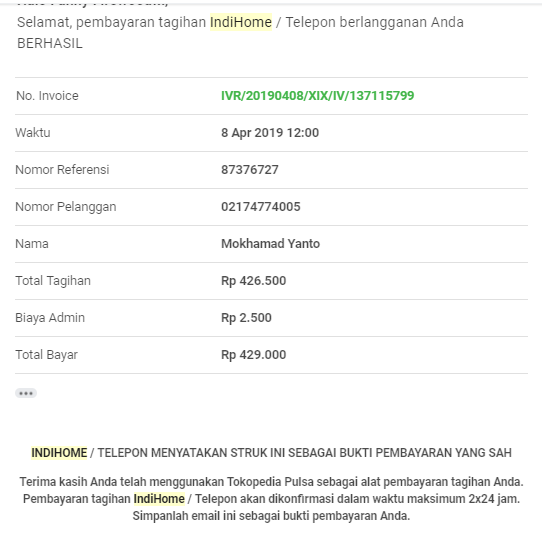 Selamat, pembayaran tagihan IndiHome / Telepon berlangganan Anda
BERHASIL
No. Invoice IVR/20190408/XIX/IV/137115799
Waktu 8 Apr 2019 12:00
Nomor Referensi 87376727
Nomor Pelanggan 02174774005
Nama Mokhamad Yanto
Total Tagihan Rp 426.500
Biaya Admin Rp 2.500
Total Bayar Rp 429.000
INDIHOME / TELEPON MENYATAKAN STRUK INI SEBAGAI BUKTI PEMBAYARAN YANG SAH
Terima kasih Anda telah menggunakan Tokopedia Pulsa sebagai alat pembayaran tagihan Anda.
Pembayaran tagihan IndiHome / Telepon akan dikonfirmasi dalam waktu maksimum 2x24 jam.
Simpanlah email ini sebagai bukti pembayaran Anda.